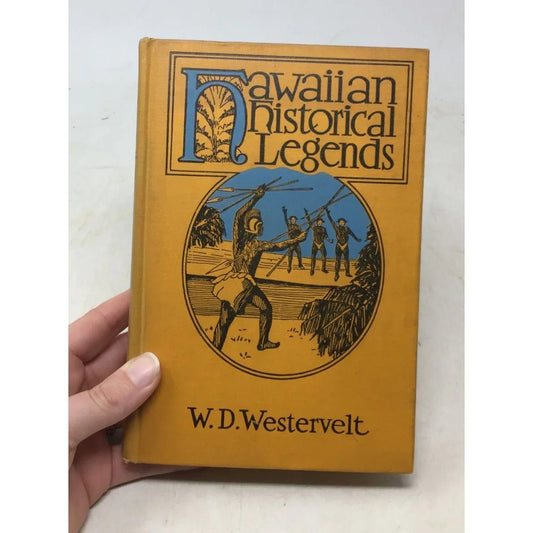 Hawaiian
historical
Legends
W. D. Westervelt